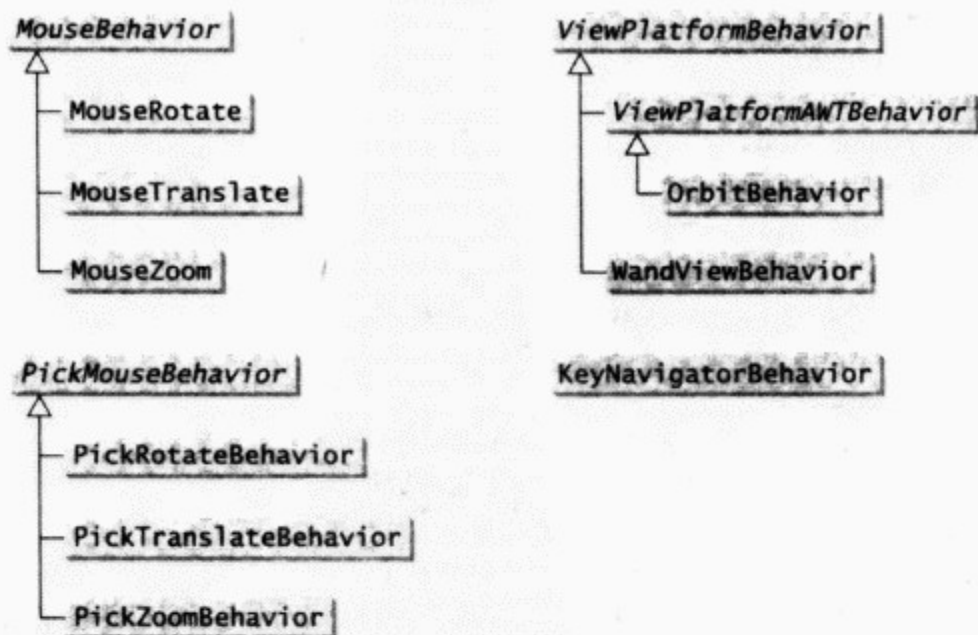 MouseBehavior
MouseRotate
MouseTranslate
MouseZoom
ViewPlatformBehavior
ViewPlatformAWTBehavior
OrbitBehavior
WandViewBehavior
PickMouseBehavior
PickRotateBehavior
PickTranslateBehavior
PickZoomBehavior
KeyNavigatorBehavior